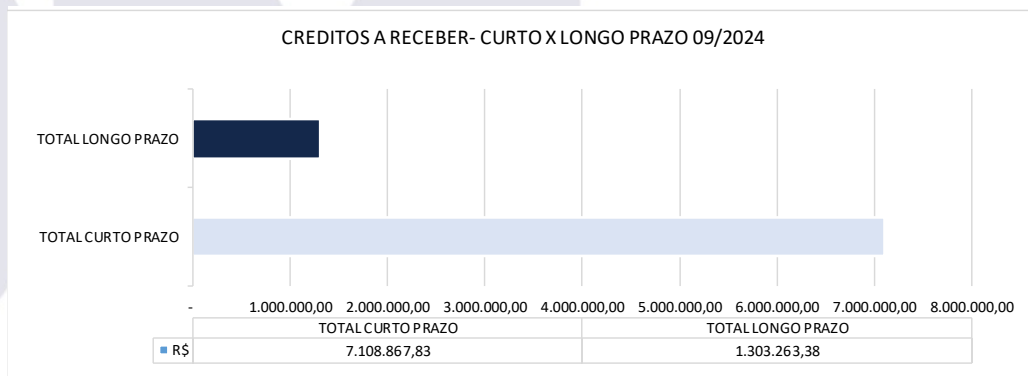 CREDITOS A RECEBER- CURTO X LONGO PRAZO 09/2024
TOTAL LONGO PRAZO
TOTAL CURTO PRAZO
- 1.000.000,00 2.000.000,00 3.000.000,00 4.000.000,00 5.000.000,00 6.000.000,00 7.000.000,00 8.000.000,00
TOTAL CURTO PRAZO TOTAL LONGO PRAZO
R$ 7.108.867,83 1.303.263,38